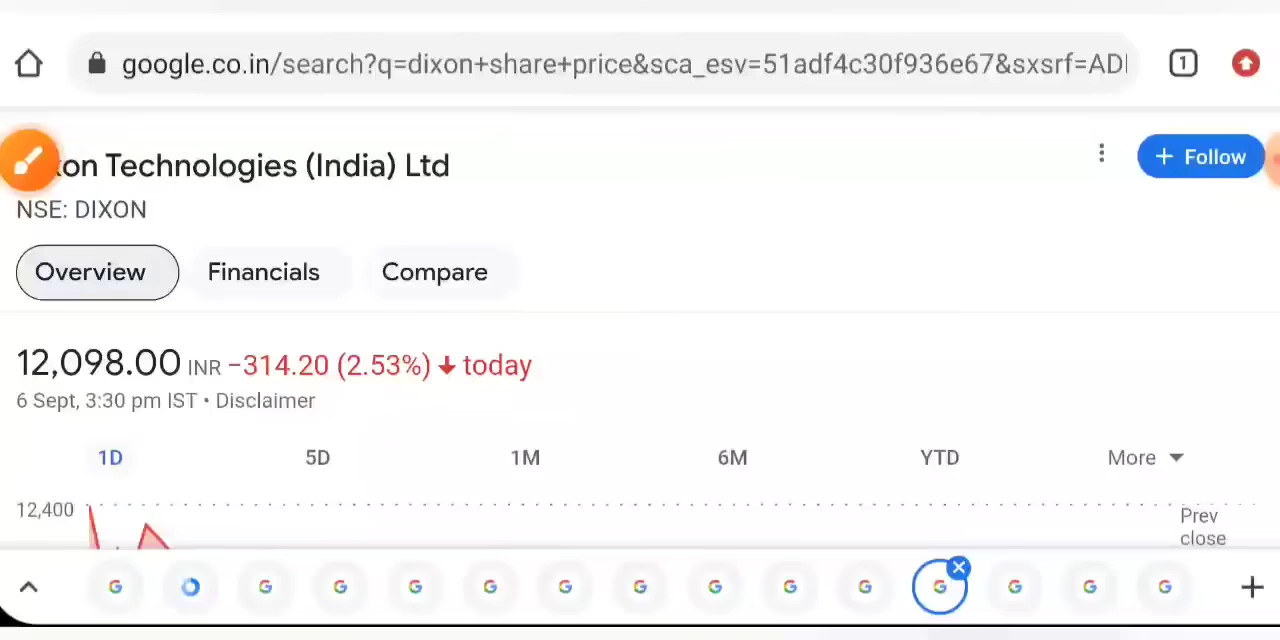 google.co.in/search?q=dixon+share+price&sca_esv=51adf4c30f936e67&sxsrf=AD
1
Technologies (India) Ltd
+ Follow
NSE: DIXON
Overview Financials Compare
12,098.00 INR −314.20 (2.53%) ↓ today
6 Sept, 3:30 pm IST • Disclaimer
1D 5D 1M 6M YTD More
12,400
Prev
close